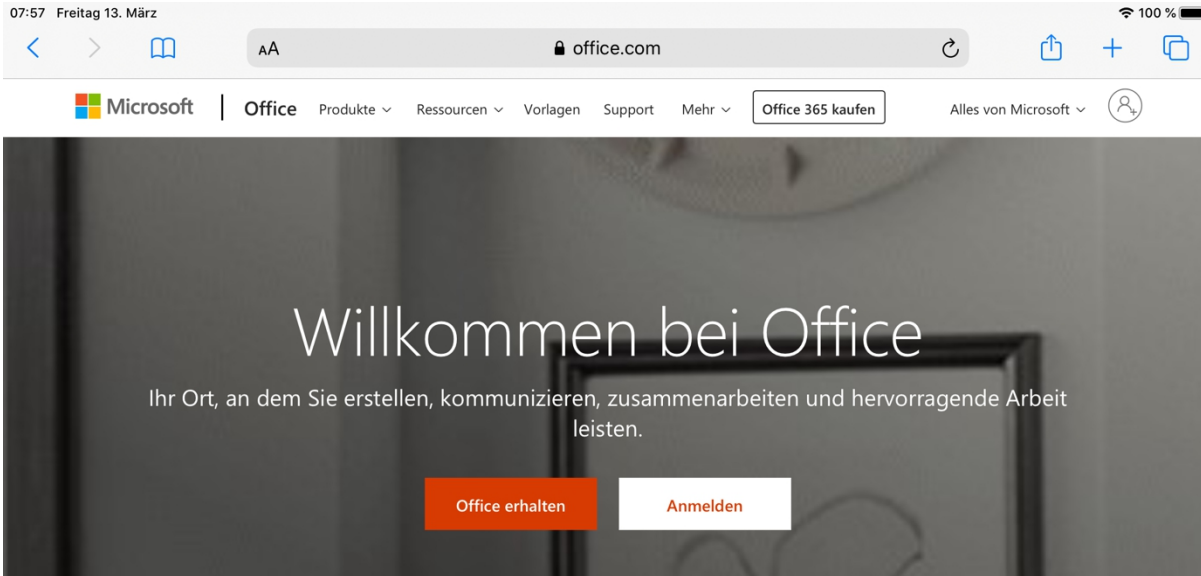 07:57 Freitag 13. März 100 %
AA office.com
Microsoft Office Produkte Ressourcen Vorlagen Support Mehr Office 365 kaufen Alles von Microsoft
Willkommen bei Office
Ihr Ort, an dem Sie erstellen, kommunizieren, zusammenarbeiten und hervorragende Arbeit
leisten.
Office erhalten Anmelden